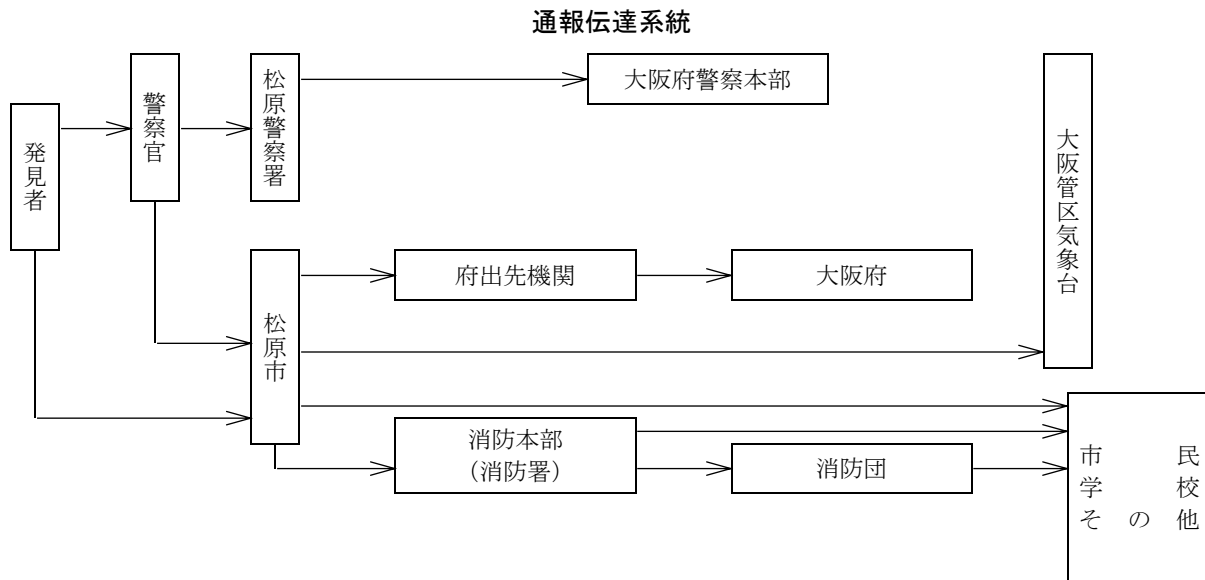 通報伝達系統
発見者
警察官
松原警察署
大阪府警察本部
大阪管区気象台
松原市
府出先機関
大阪府
消防本部
（消防署）
消防団
市民
学校
その他